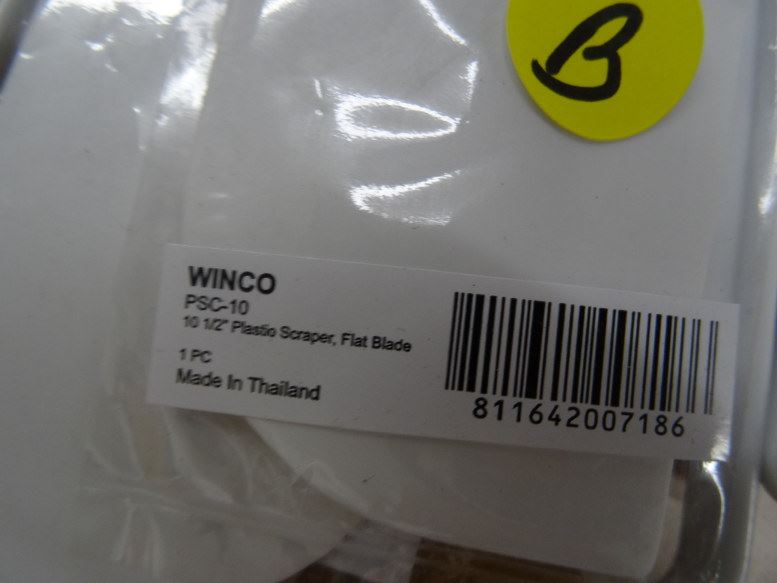 B
WINCO
PSC-10
10 1/2" Plastic Scraper, Flat Blade
1 PC
Made In Thailand
811642007186